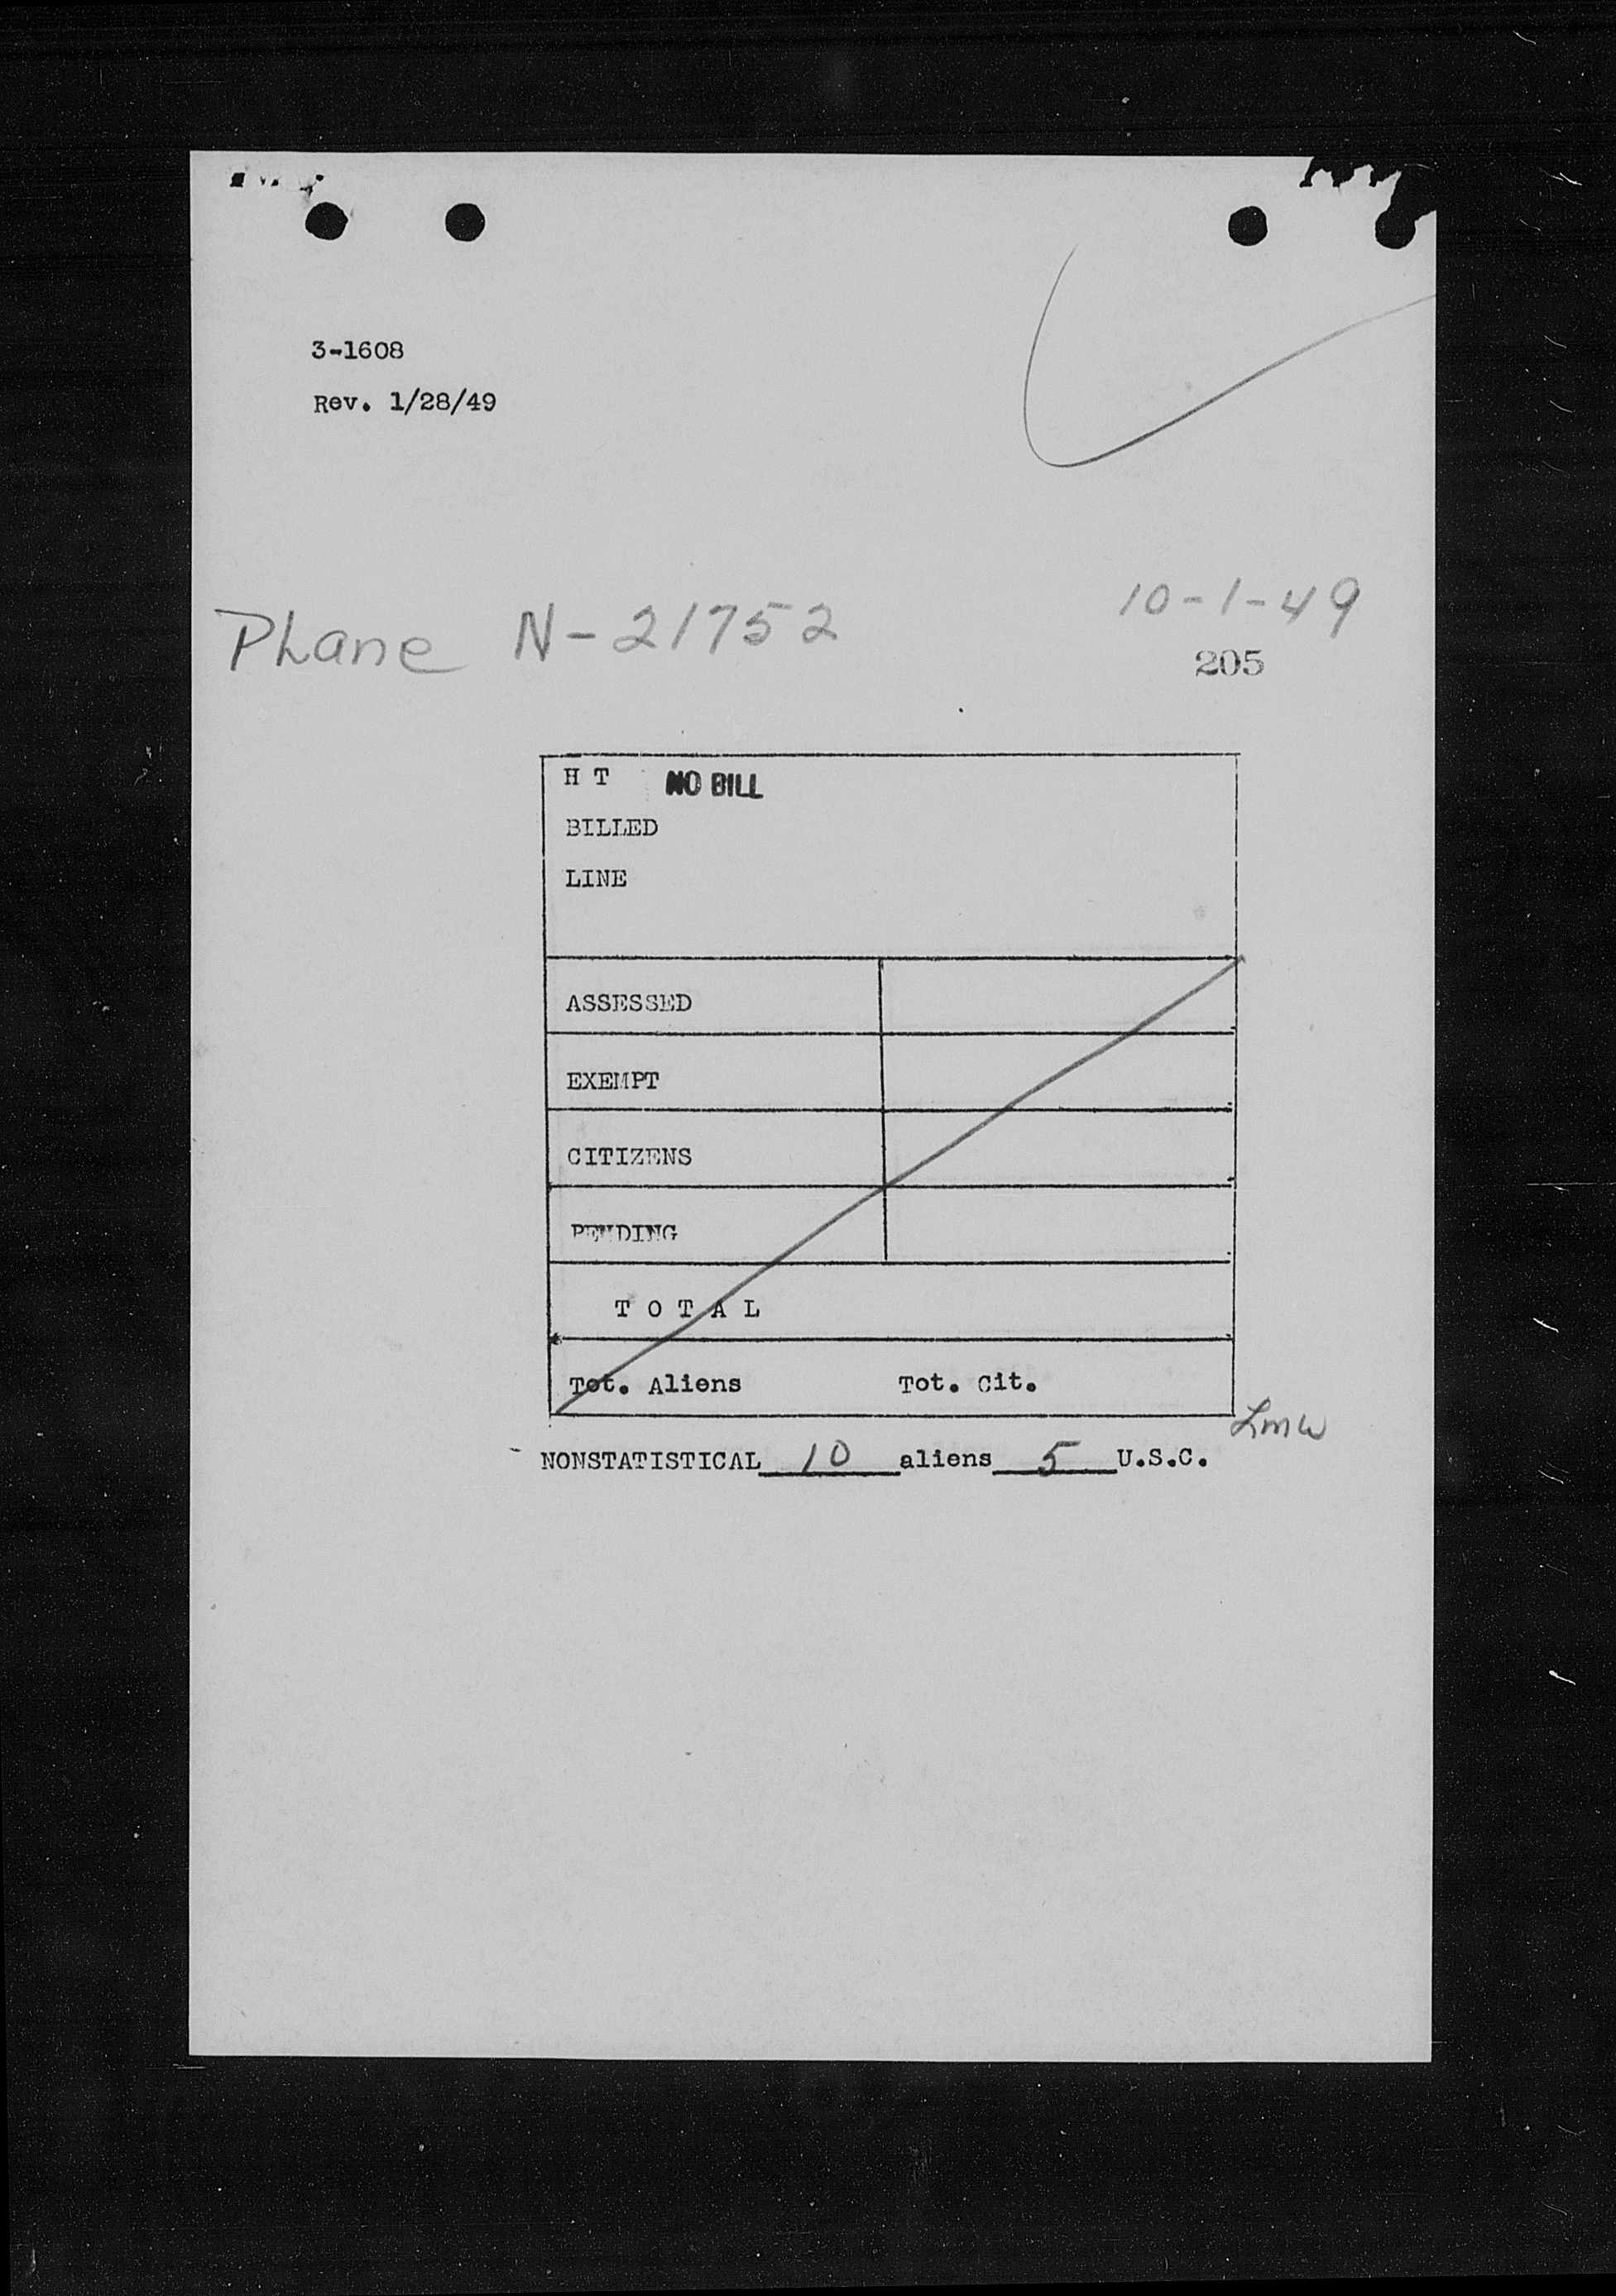 3-1608
Rev. 1/28/49
Plane N-21752
10-1-49
205
H T NO BILL
BILLED
LINE
ASSESSED
EXEMPT
CITIZENS
PENDING
T O T A L
Tot. Aliens Tot. Cit.
Lmw
NONSTATISTICAL 10 aliens 5 U.S.C.